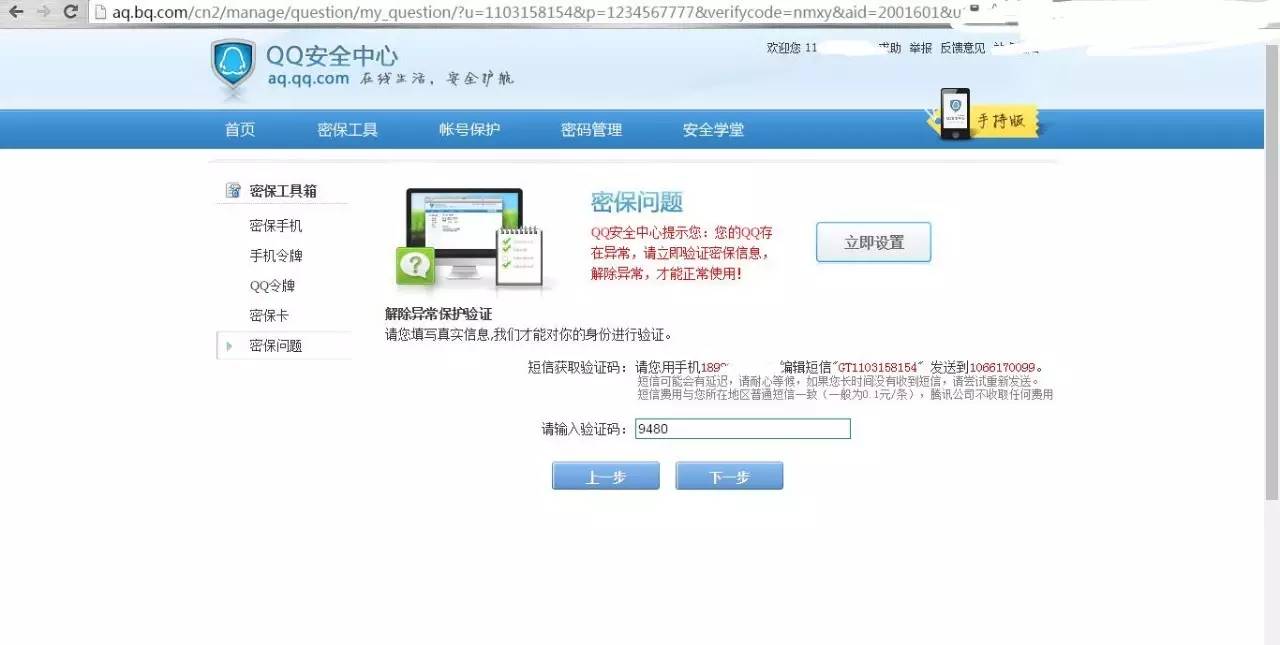 aq.bq.com/cn2/manage/question/my_question/?u=1103158154&p=1234567777&verifycode=nmxy&aid=2001601&u
欢迎您 11 求助 举报 反馈意见
QQ安全中心
aq.qq.com 在线生活，安全护航
首页 密保工具 帐号保护 密码管理 安全学堂
手持版
密保工具箱
密保手机
手机令牌
QQ令牌
密保卡
密保问题
密保问题
QQ安全中心提示您：您的QQ存
在异常，请立即验证密保信息，
解除异常，才能正常使用！
立即设置
解除异常保护验证
请您填写真实信息,我们才能对你的身份进行验证。
短信获取验证码：请您用手机189 编辑短信"GT1103158154" 发送到1066170099。
短信可能会有延迟，请耐心等候，如果您长时间没有收到短信，请尝试重新发送。
短信费用与您所在地区普通短信一致（一般为0.1元/条），腾讯公司不收取任何费用
请输入验证码：9480
上一步 下一步